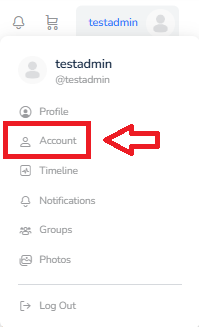 testadmin
testadmin
@testadmin
Profile
Account
Timeline
Notifications
Groups
Photos
Log Out